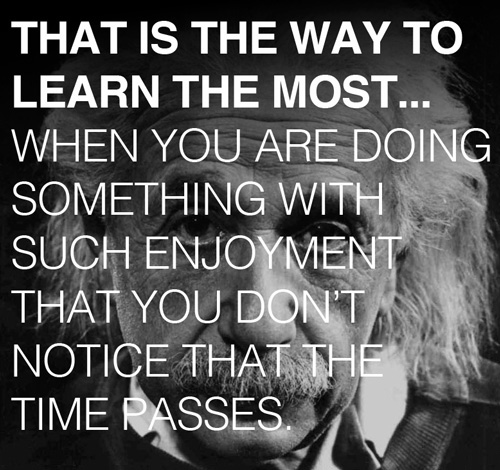 THAT IS THE WAY TO
LEARN THE MOST...
WHEN YOU ARE DOING
SOMETHING WITH
SUCH ENJOYMENT
THAT YOU DON'T
NOTICE THAT THE
TIME PASSES.